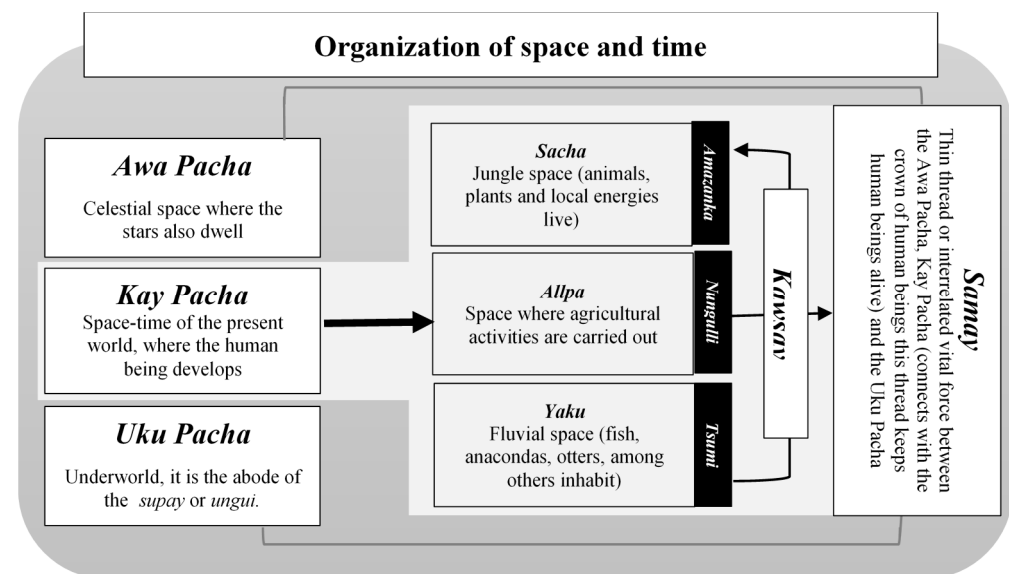 Organization of space and time
Awa Pacha
Celestial space where the
stars also dwell
Kay Pacha
Space-time of the present
world, where the human
being develops
Uku Pacha
Underworld, it is the abode of
the supay or ungui.
Sacha
Jungle space (animals,
plants and local energies
live)
Amazanka
Allpa
Space where agricultural
activities are carried out
Nungulli
Yaku
Fluvial space (fish,
anacondas, otters, among
others inhabit)
Tsumi
Kawsay
Samay
Thin thread or interrelated vital force between
the Awa Pacha, Kay Pacha (connects with the
crown of human beings this thread keeps
human beings alive) and the Uku Pacha